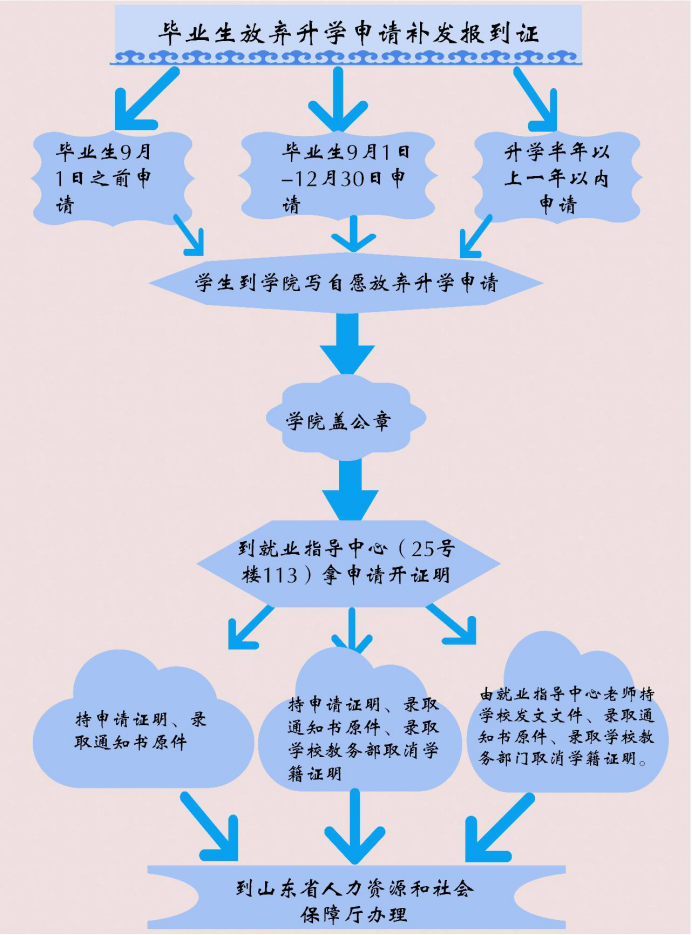 毕业生放弃升学申请补发报到证
毕业生9月
1日之前申
请
毕业生9月1日
-12月30日申
请
升学半年以
上一年以内
申请
学生到学院写自愿放弃升学申请
学院盖公章
到就业指导中心（25号
楼113）拿申请开证明
持申请证明、录
取通知书原件
持申请证明、录取
通知书原件、录取
学校教务部取消学
籍证明
由就业指导中心老师持
学校发文文件、录取通
知书原件、录取学校教
务部门取消学籍证明。
到山东省人力资源和社会
保障厅办理